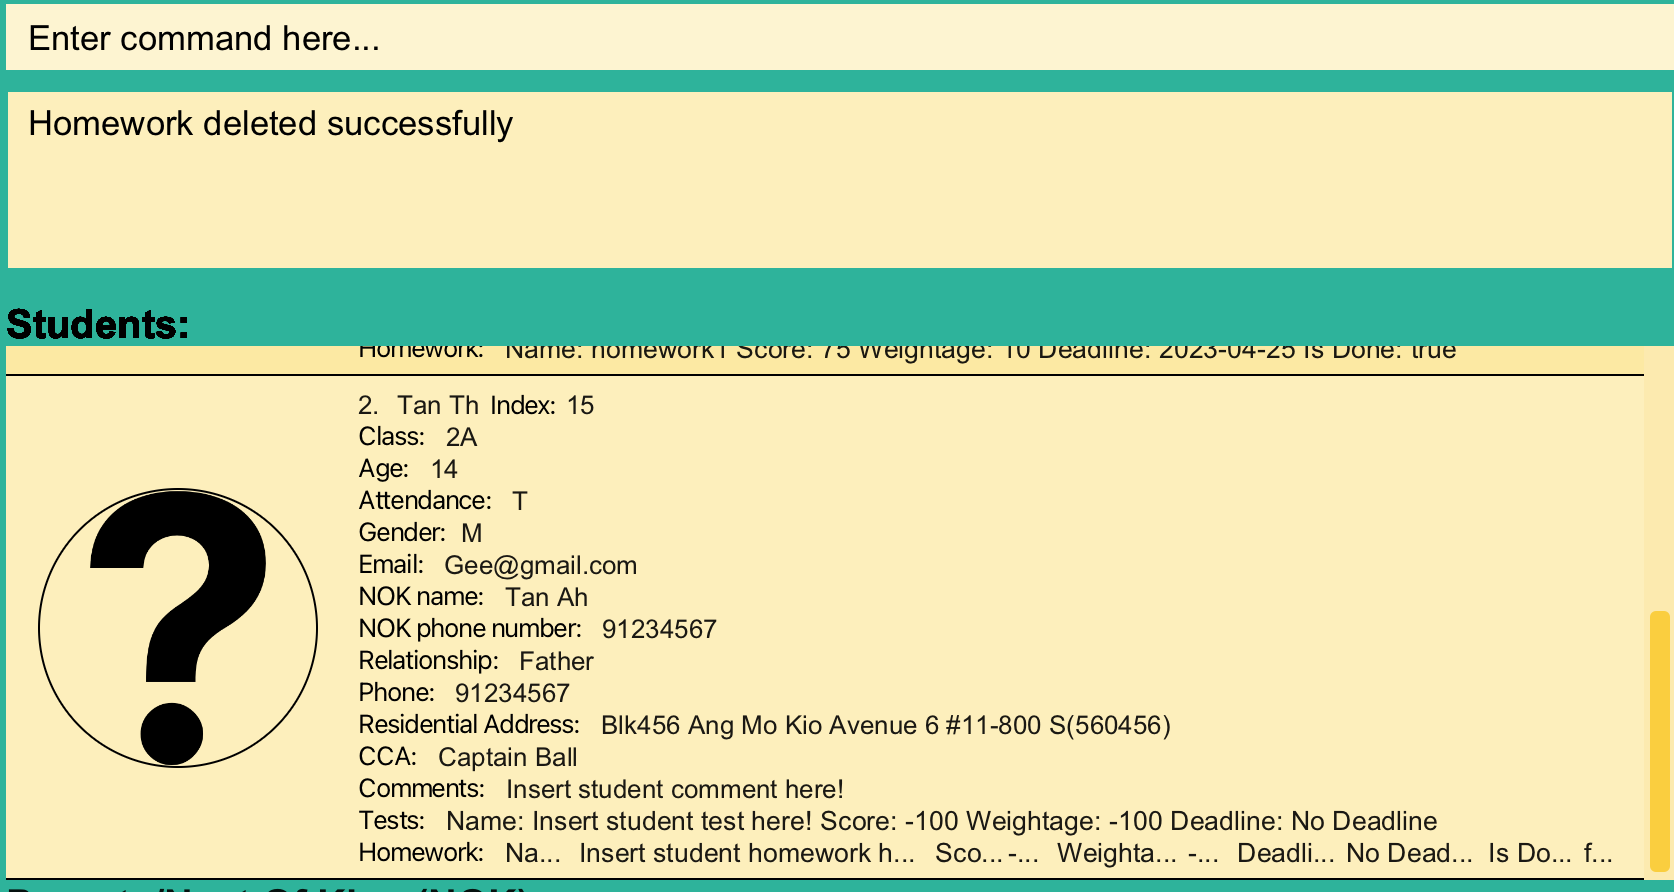 Enter command here...
Homework deleted successfully
Students:
Homework: Name: homework1 Score: 75 Weightage: 10 Deadline: 2023-04-25 Is Done: true
2. Tan Th Index: 15
Class: 2A
Age: 14
Attendance: T
Gender: M
Email: Gee@gmail.com
NOK name: Tan Ah
NOK phone number: 91234567
Relationship: Father
Phone: 91234567
Residential Address: Blk456 Ang Mo Kio Avenue 6 #11-800 S(560456)
CCA: Captain Ball
Comments: Insert student comment here!
Tests: Name: Insert student test here! Score: -100 Weightage: -100 Deadline: No Deadline
Homework: Na... Insert student homework h... Sco... -... Weighta... -... Deadli... No Dead... Is Do... f...